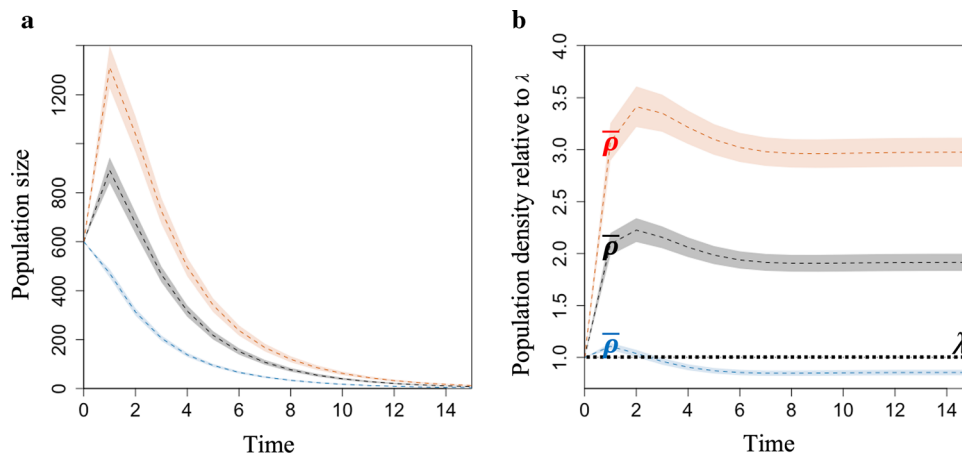 a
Population size
0 200 400 600 800 1200
0 2 4 6 8 10 12 14
Time
b
Population density relative to λ
1.0 1.5 2.0 2.5 3.0 3.5 4.0
ρ̅
ρ̅
ρ̅
λ
0 2 4 6 8 10 12 14
Time